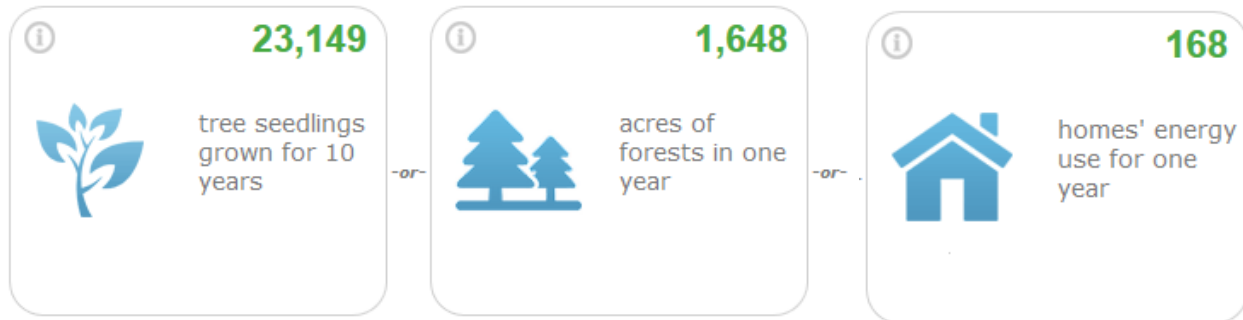 23,149
tree seedlings
grown for 10
years
-or-
1,648
acres of
forests in one
year
-or-
168
homes' energy
use for one
year